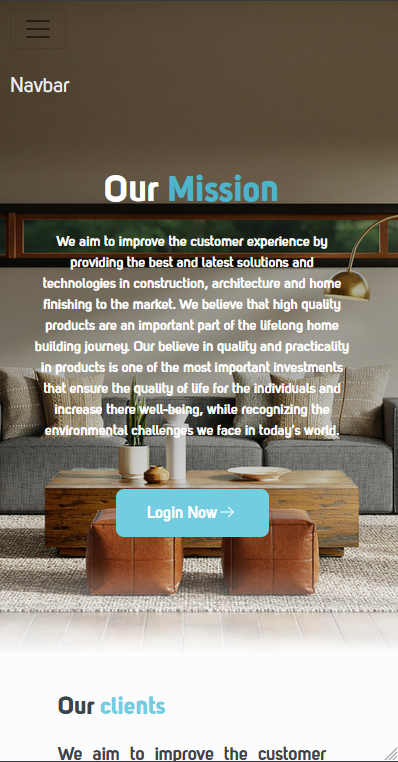 Navbar
Our Mission
We aim to improve the customer experience by
providing the best and latest solutions and
technologies in construction, architecture and home
finishing to the market. We believe that high quality
products are an important part of the lifelong home
building journey. Our believe in quality and practicality
in products is one of the most important investments
that ensure the quality of life for the individuals and
increase there well-being, while recognizing the
environmental challenges we face in today's world.
Login Now
Our clients
We aim to improve the customer